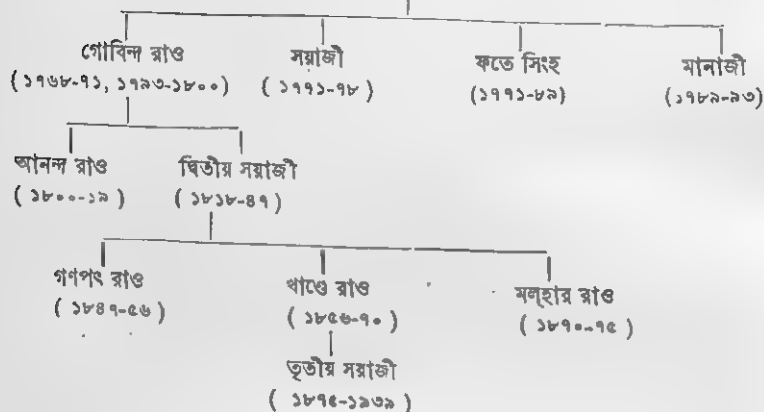 গোবিন্দ রাও সয়াজী ফতে সিংহ মানাজী
( ১৭৬৮-৭১, ১৭৯৩-১৮০০ ) ( ১৭৭১-৭৮ ) (১৭৭১-৮৯) (১৭৮৯-৯৩)
আনন্দ রাও দ্বিতীয় সয়াজী
( ১৮০০-১৯ ) ( ১৮১৮-৪৭ )
গণপৎ রাও খাণ্ডে রাও মল্‌হার রাও
( ১৮৪৭-৫৬ ) ( ১৮৫৬-৭০ ) ( ১৮৭০-৭৫ )
তৃতীয় সয়াজী
( ১৮৭৫-১৯৩৯ )